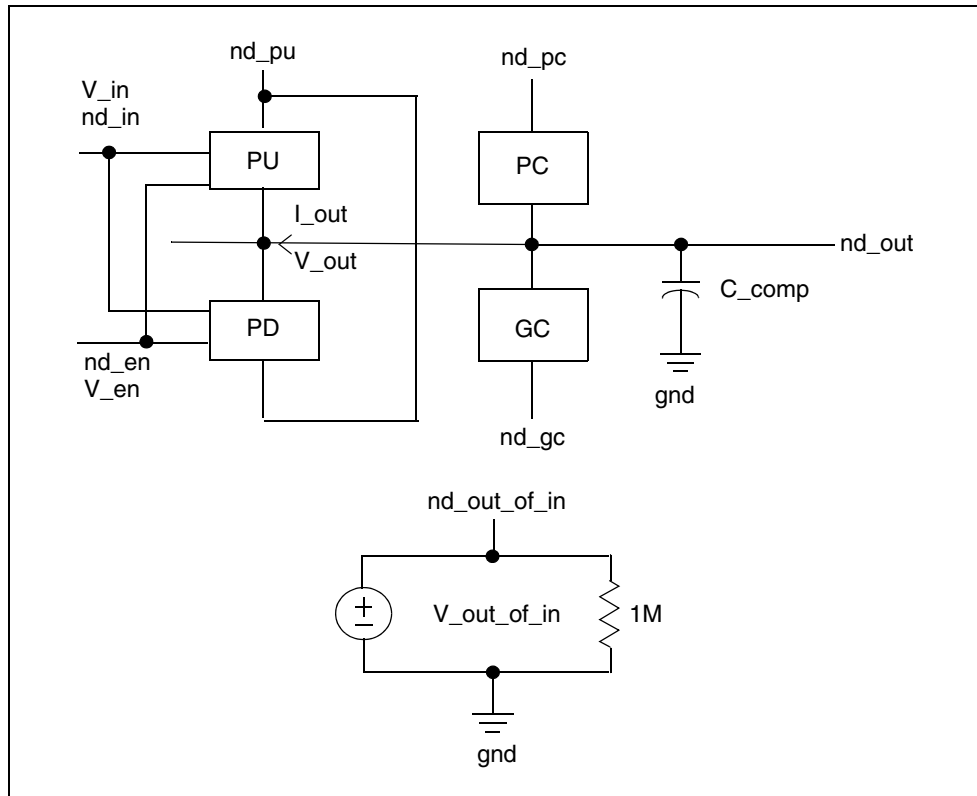 nd_pu
nd_pc
V_in
nd_in
PU
PC
I_out
V_out
nd_out
C_comp
PD
GC
nd_en
V_en
gnd
nd_gc
nd_out_of_in
+
−
V_out_of_in
1M
gnd